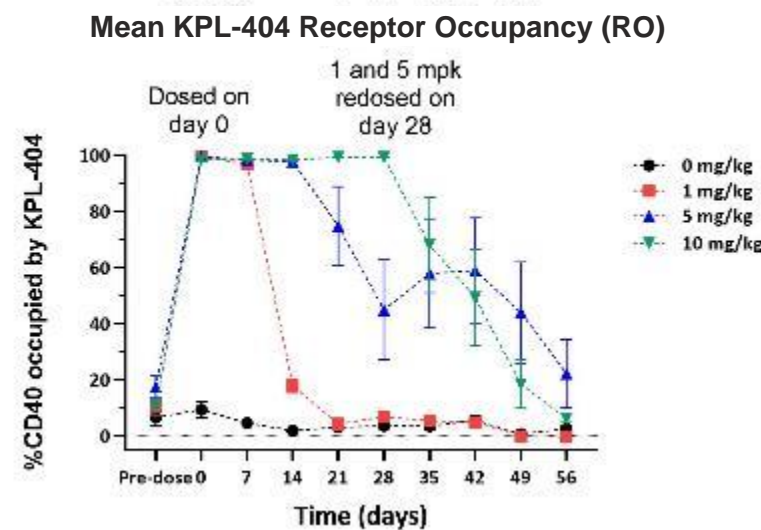 Mean KPL-404 Receptor Occupancy (RO)
Dosed on
day 0
1 and 5 mpk
redosed on
day 28
%CD40 occupied by KPL-404
100
80
60
40
20
0
Pre-dose 0 7 14 21 28 35 42 49 56
Time (days)
0 mg/kg
1 mg/kg
5 mg/kg
10 mg/kg